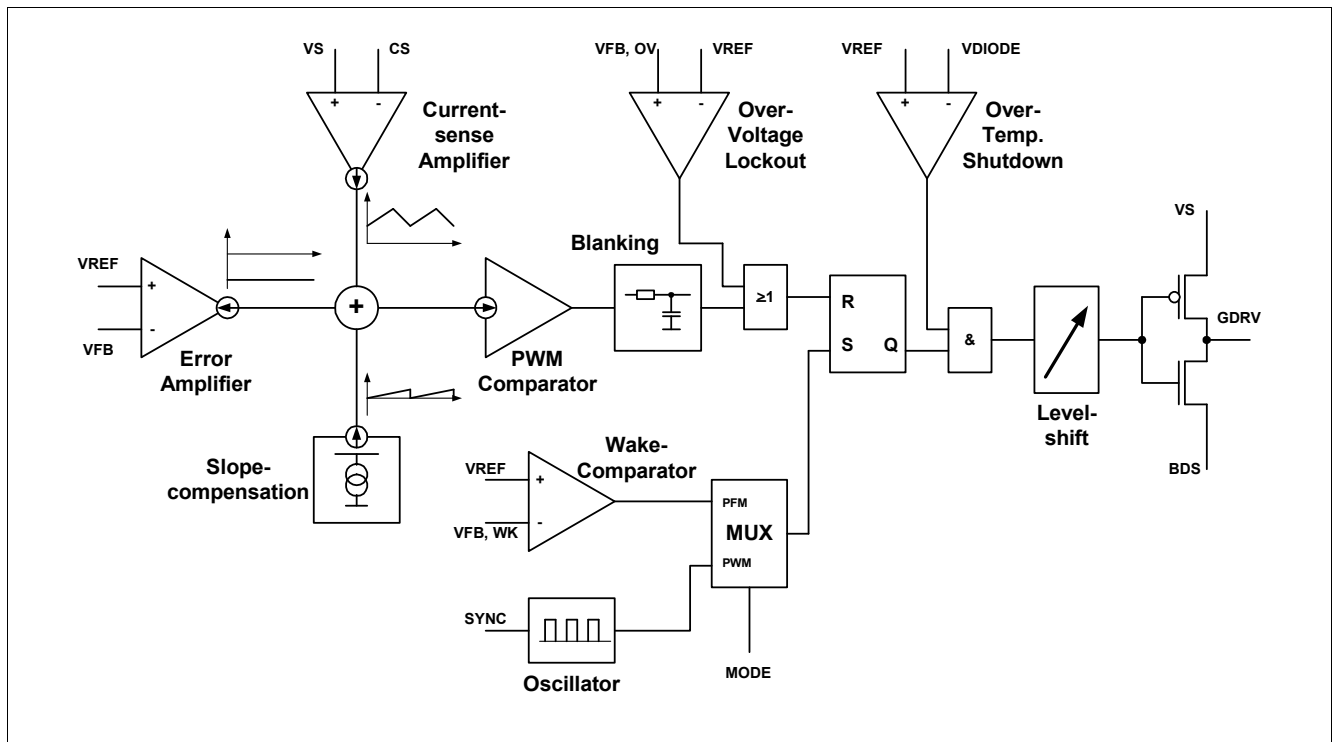 VS
CS
VFB, OV
VREF
VREF
VDIODE
+
-
+
-
+
-
Current-
sense
Amplifier
Over-
Voltage
Lockout
Over-
Temp.
Shutdown
VS
Blanking
VREF
+
-
VFB
Error
Amplifier
+
PWM
Comparator
≥1
R
S
Q
&
GDRV
Level-
shift
BDS
Slope-
compensation
Wake-
Comparator
VREF
+
-
VFB, WK
PFM
MUX
PWM
SYNC
Oscillator
MODE